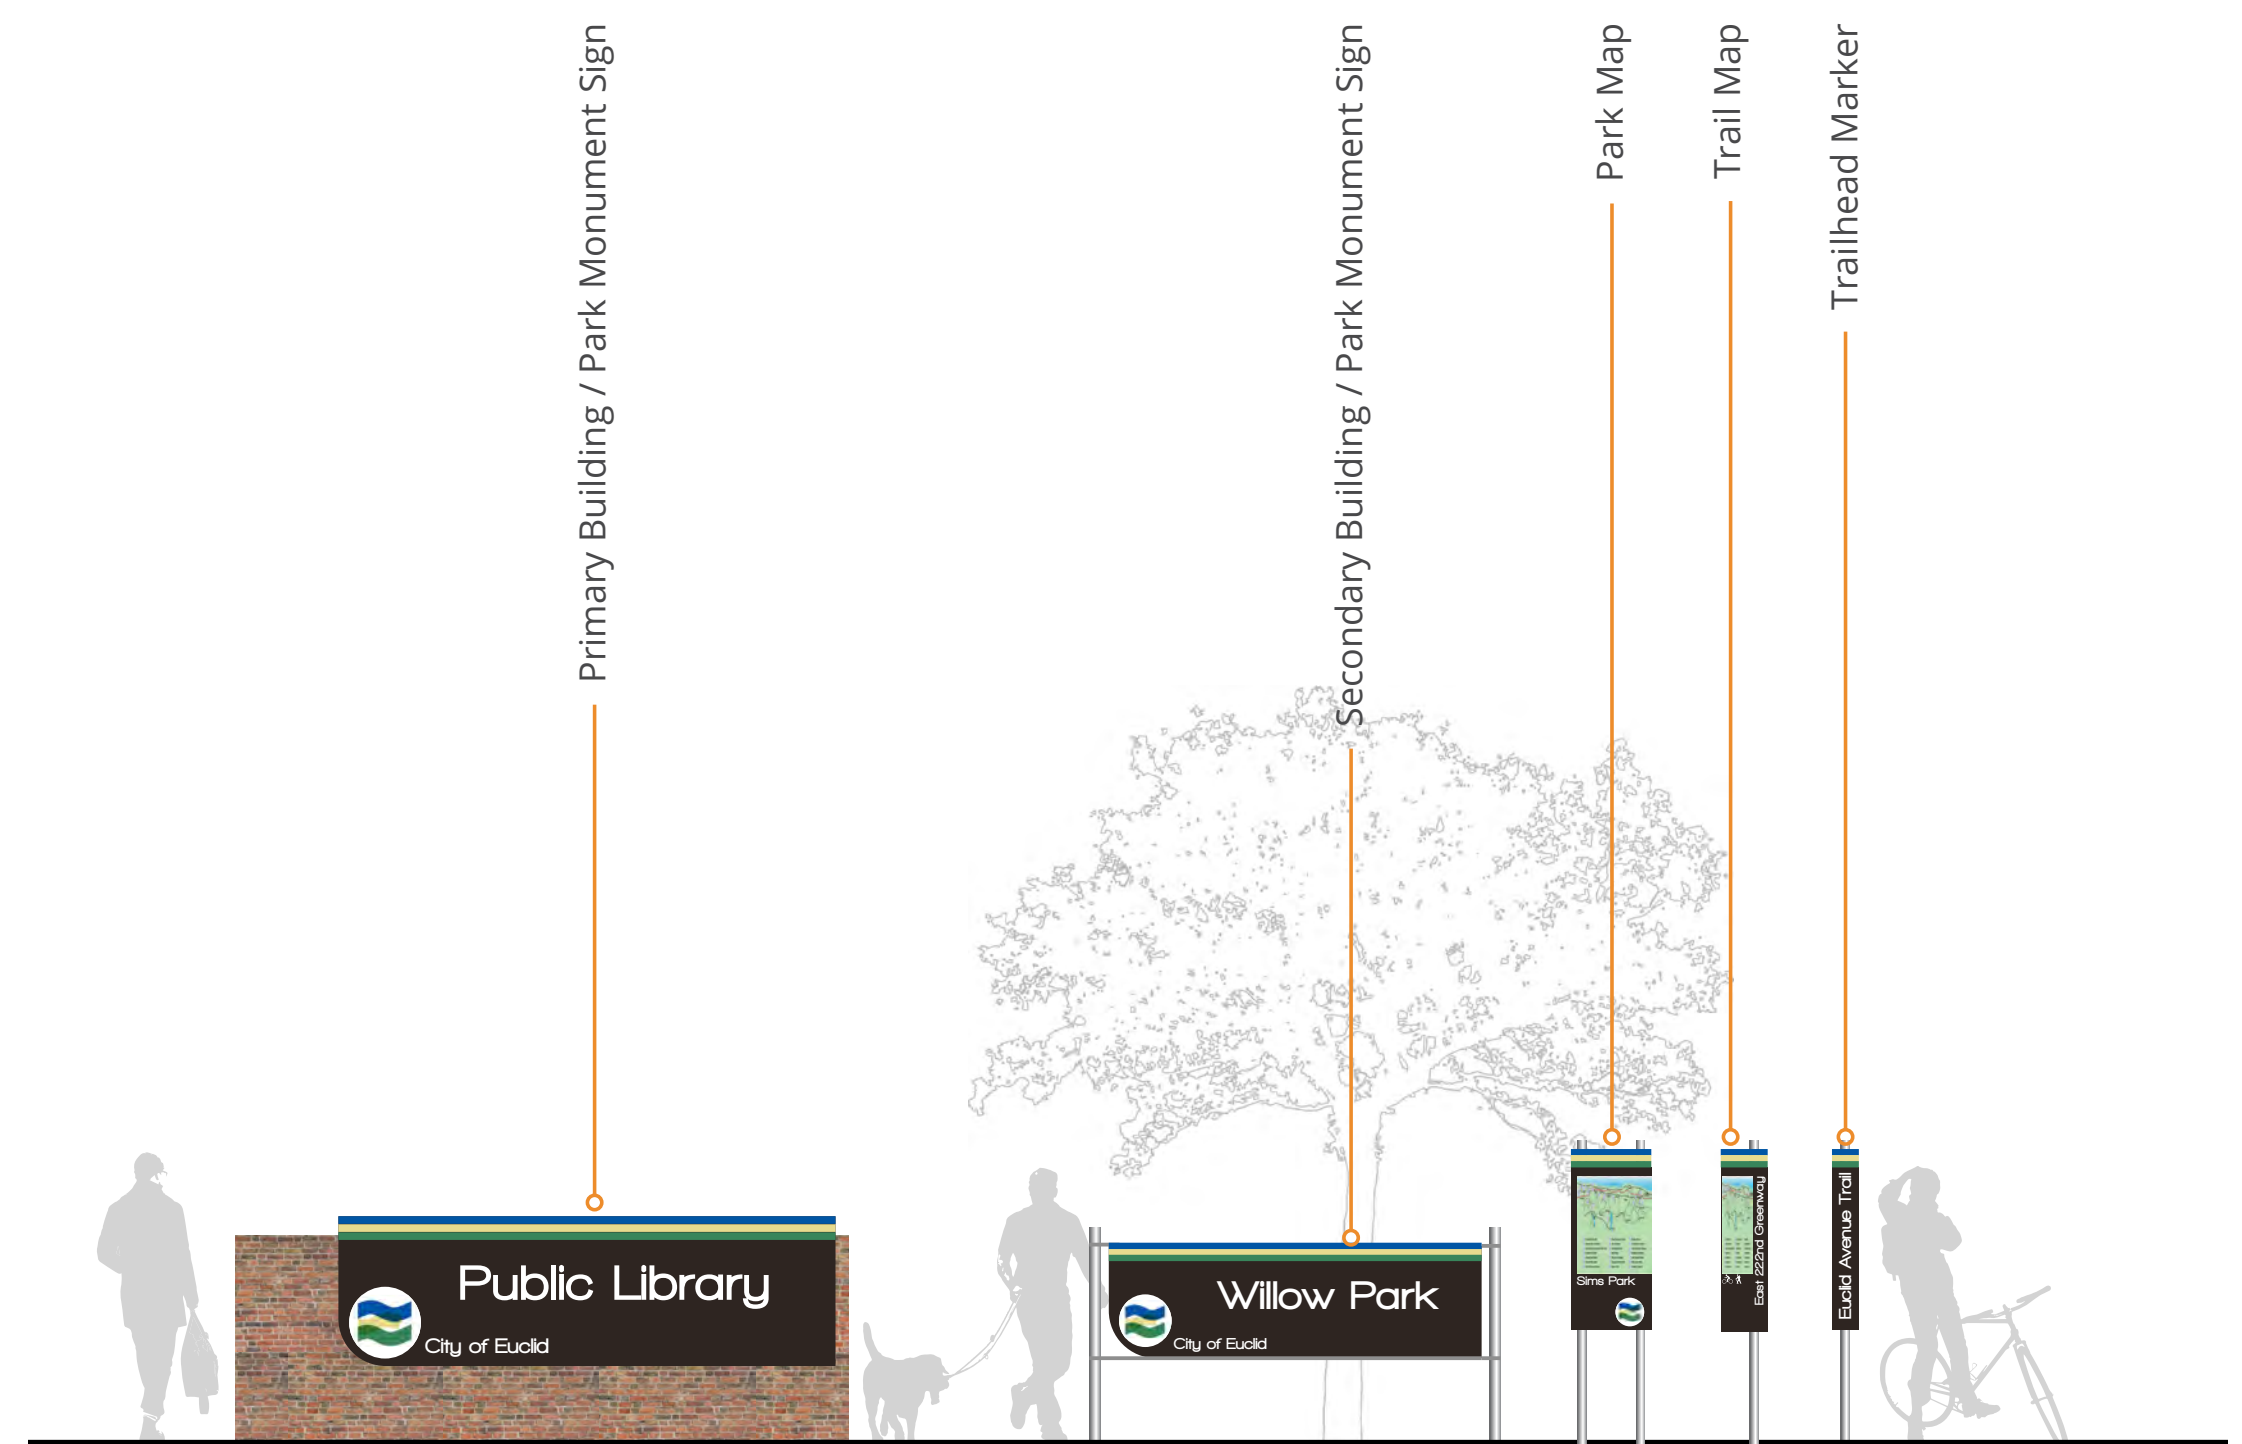 Primary Building / Park Monument Sign
Secondary Building / Park Monument Sign
Park Map
Trail Map
Trailhead Marker
Public Library
City of Euclid
Willow Park
City of Euclid
Sims Park
East 222nd Greenway
Euclid Avenue Trail